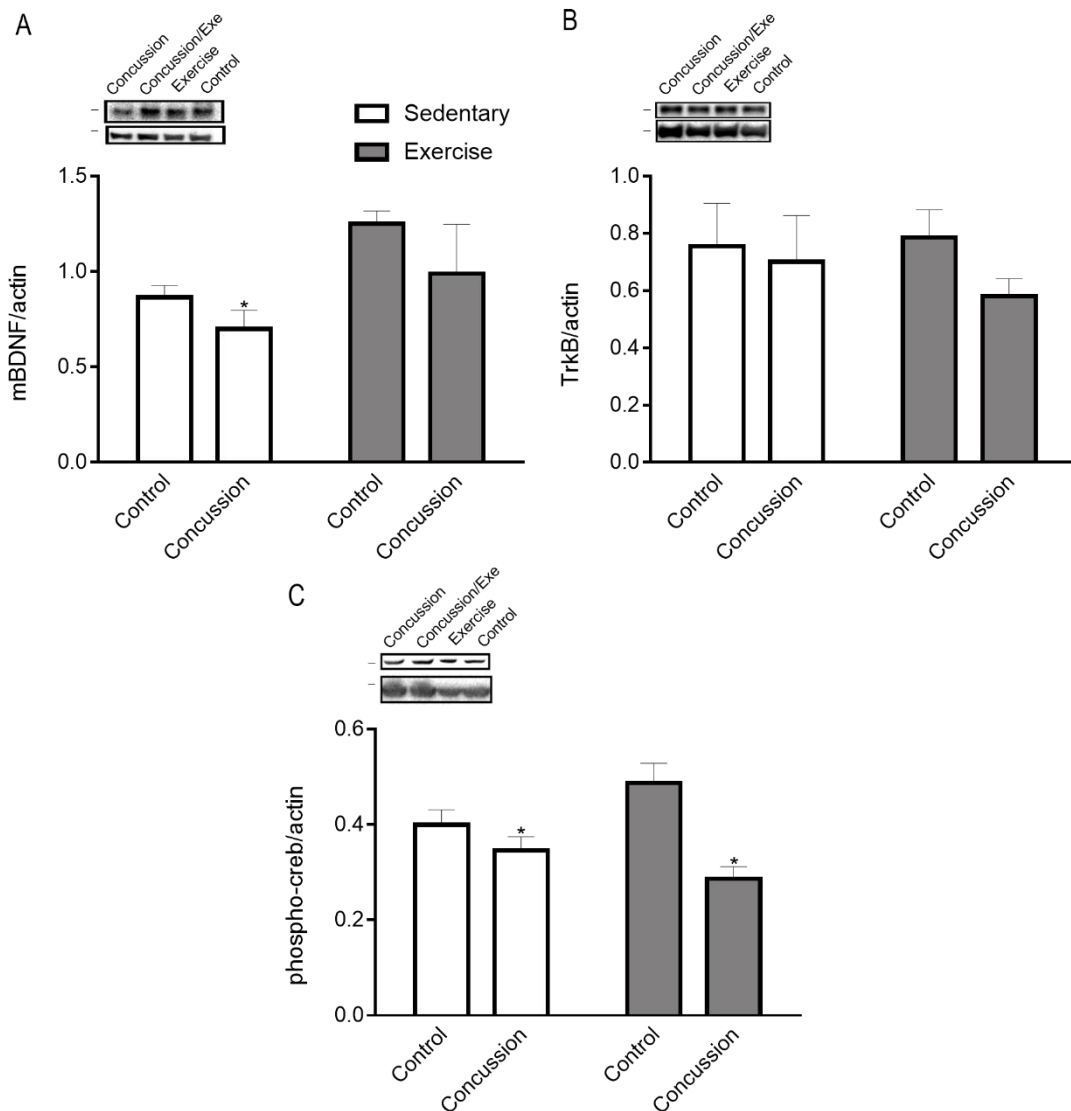 A
Concussion
Concussion/Exe
Exercise
Control
Sedentary
Exercise
mBDNF/actin
1.5
1.0
*
0.5
0.0
Control
Concussion
Control
Concussion
B
Concussion
Concussion/Exe
Exercise
Control
TrkB/actin
1.0
0.8
0.6
0.4
0.2
0.0
Control
Concussion
Control
Concussion
C
Concussion
Concussion/Exe
Exercise
Control
phospho-creb/actin
0.6
0.4
*
*
0.2
0.0
Control
Concussion
Control
Concussion